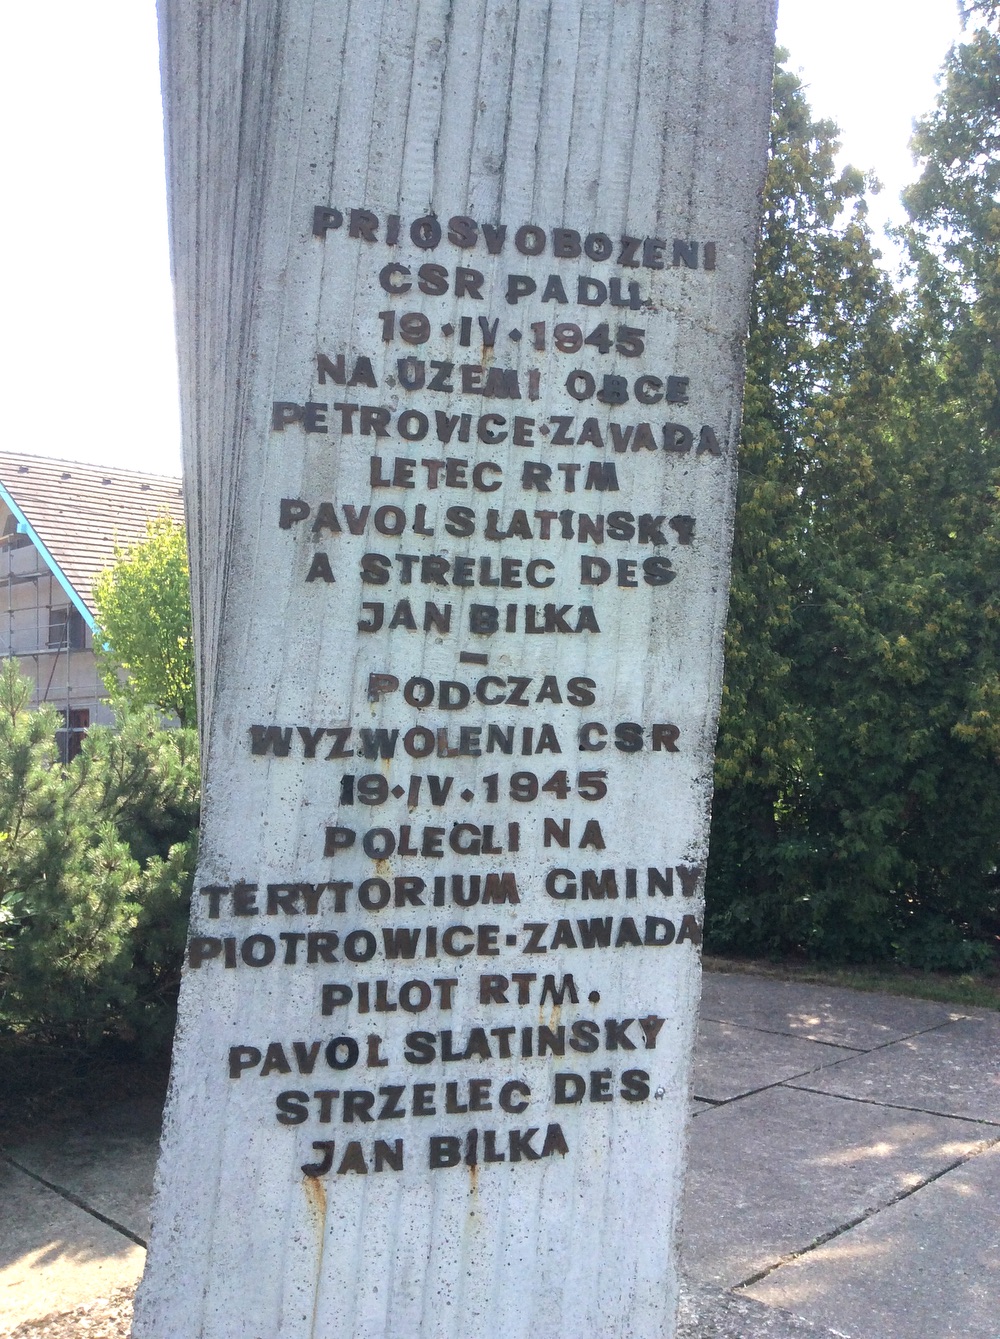 PRI OSVOBOZENI
CSR PADLI
19·IV·1945
NA ÚZEMI OBCE
PETROVICE·ZAVADA
LETEC RTM
PAVOL SLATINSKY
A STRELEC DES
JAN BILKA
–
PODCZAS
WYZWOLENIA CSR
19·IV·1945
POLEGLI NA
TERYTORIUM GMINY
PIOTROWICE·ZAWADA
PILOT RTM.
PAVOL SLATINSKY
STRZELEC DES.
JAN BILKA